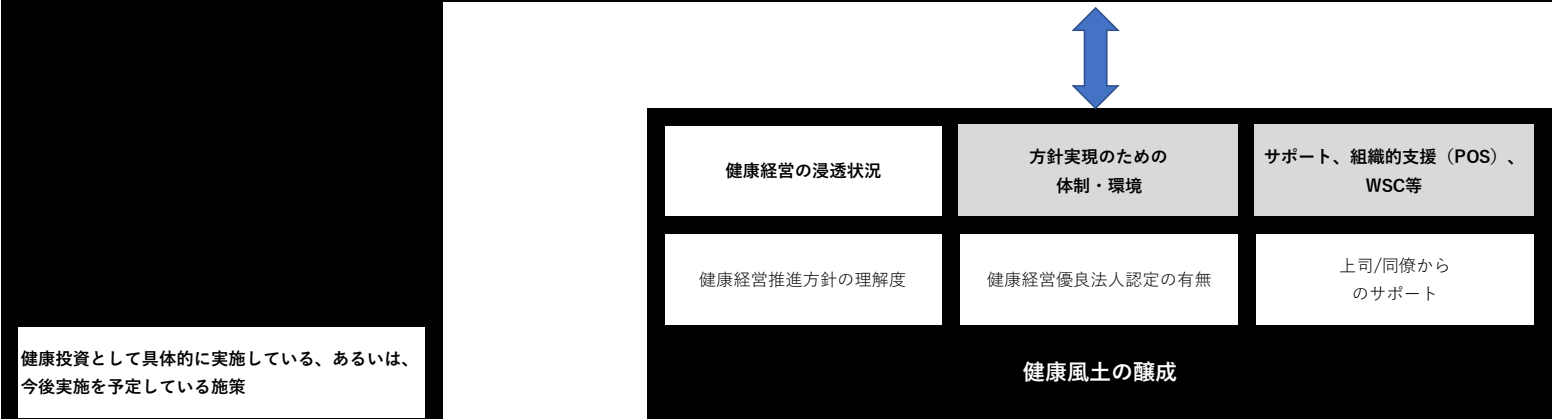 健康経営の浸透状況
方針実現のための
体制・環境
サポート、組織的支援（POS）、
WSC等
健康経営推進方針の理解度
健康経営優良法人認定の有無
上司/同僚から
のサポート
健康風土の醸成
健康投資として具体的に実施している、あるいは、
今後実施を予定している施策